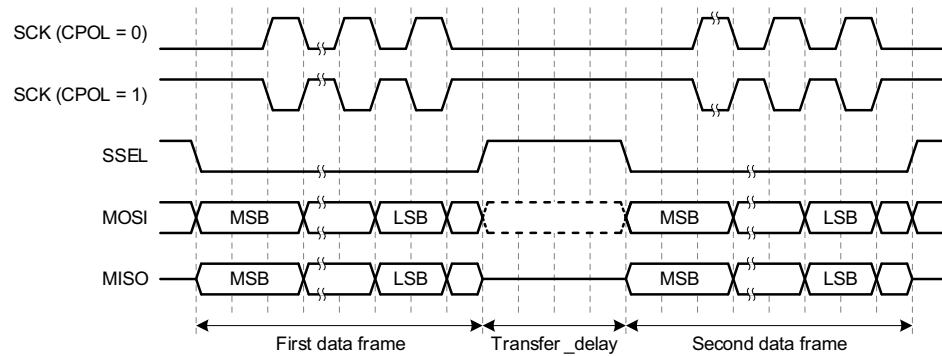 SCK (CPOL = 0)
SCK (CPOL = 1)
SSEL
MOSI MSB LSB MSB LSB
MISO MSB LSB MSB LSB
First data frame Transfer _delay Second data frame